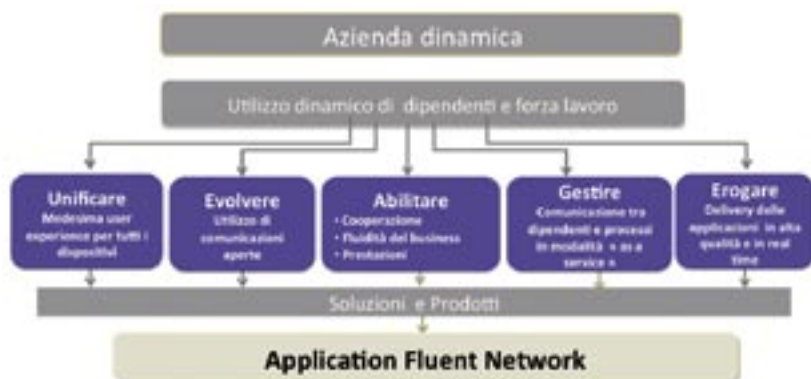 Azienda dinamica
Utilizzo dinamico di dipendenti e forza lavoro
Unificare
Medesima user
experience per tutti i
dispositivi
Evolvere
Utilizzo di
comunicazioni
aperte
Abilitare
• Cooperazione
• Fluidità del business
• Prestazioni
Gestire
Comunicazione tra
dipendenti e processi
in modalità « as a
service »
Erogare
Delivery delle
applicazioni in alta
qualità e in real
time
Soluzioni e Prodotti
Application Fluent Network